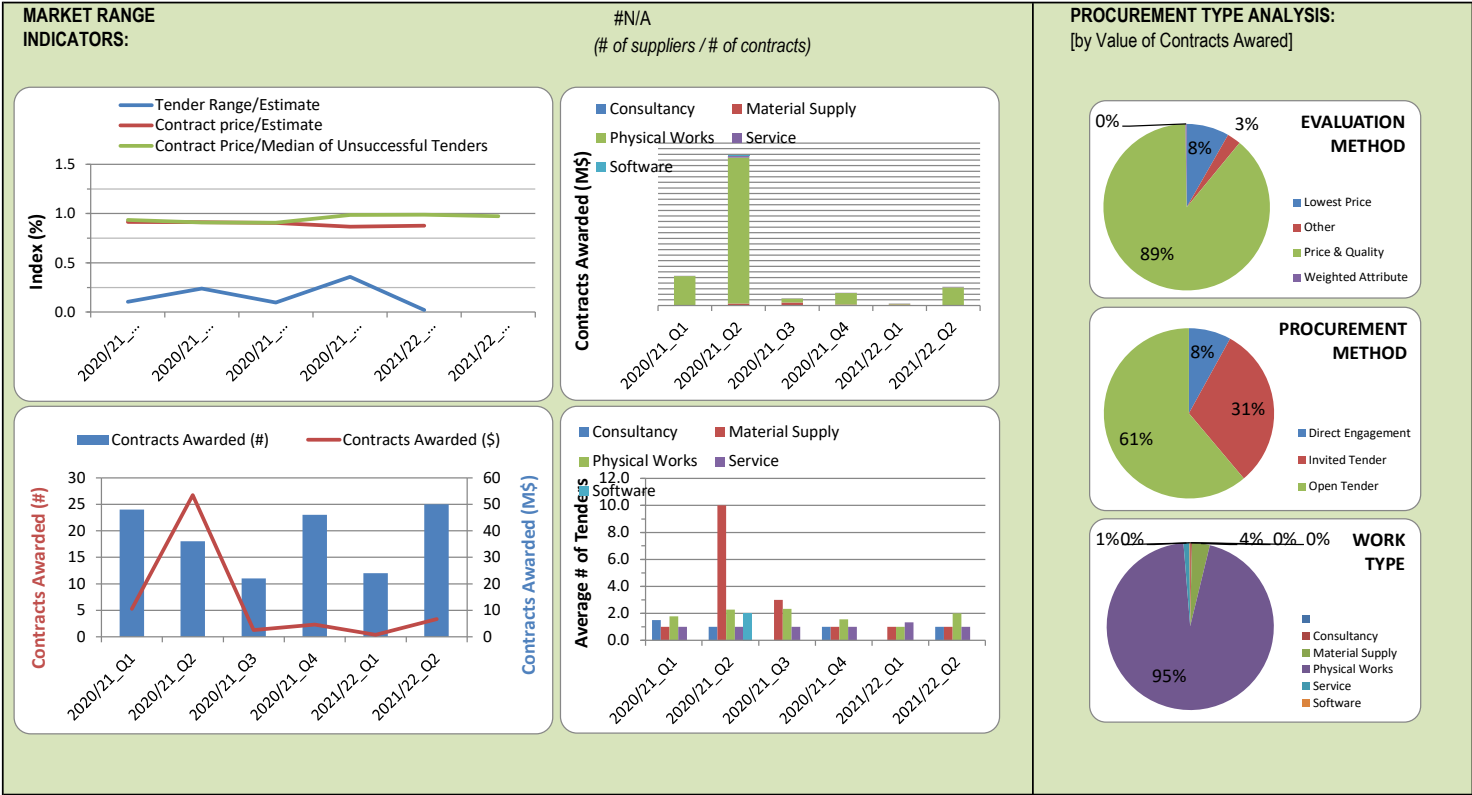 MARKET RANGE
INDICATORS:
#N/A
(# of suppliers / # of contracts)
PROCUREMENT TYPE ANALYSIS:
[by Value of Contracts Awared]
Tender Range/Estimate
Contract price/Estimate
Contract Price/Median of Unsuccessful Tenders
Index (%)
1.5
1.0
0.5
0.0
2020/21_...
2020/21_...
2020/21_...
2020/21_...
2021/22_...
2021/22_...
Consultancy
Material Supply
Physical Works
Service
Software
Contracts Awarded (M$)
2020/21_Q1
2020/21_Q2
2020/21_Q3
2020/21_Q4
2021/22_Q1
2021/22_Q2
0%
8%
3%
89%
EVALUATION
METHOD
Lowest Price
Other
Price & Quality
Weighted Attribute
8%
31%
61%
PROCUREMENT
METHOD
Direct Engagement
Invited Tender
Open Tender
Contracts Awarded (#)
Contracts Awarded ($)
Contracts Awarded (#)
30
25
20
15
10
5
0
60
50
40
30
20
10
0
Contracts Awarded (M$)
2020/21_Q1
2020/21_Q2
2020/21_Q3
2020/21_Q4
2021/22_Q1
2021/22_Q2
Consultancy
Material Supply
Physical Works
Service
Software
Average # of Tenders
12.0
10.0
8.0
6.0
4.0
2.0
0.0
2020/21_Q1
2020/21_Q2
2020/21_Q3
2020/21_Q4
2021/22_Q1
2021/22_Q2
1%
0%
4%
0%
0%
95%
WORK
TYPE
Consultancy
Material Supply
Physical Works
Service
Software